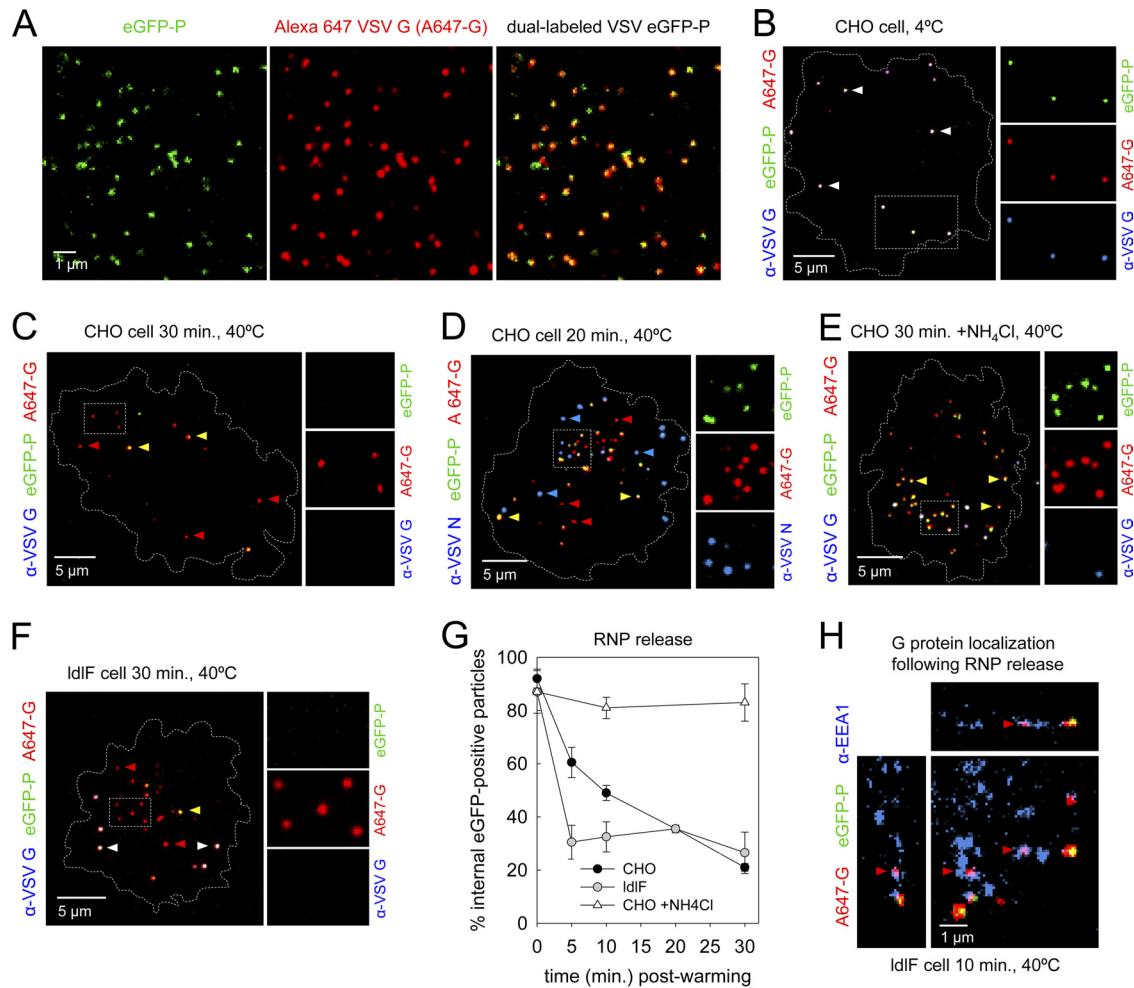 A
eGFP-P
Alexa 647 VSV G (A647-G)
dual-labeled VSV eGFP-P
1 µm
B
CHO cell, 4ºC
α-VSV G eGFP-P A647-G
5 µm
eGFP-P
A647-G
α-VSV G
C
CHO cell 30 min., 40ºC
α-VSV G eGFP-P A647-G
5 µm
eGFP-P
A647-G
α-VSV G
D
CHO cell 20 min., 40ºC
α-VSV N eGFP-P A 647-G
5 µm
eGFP-P
A647-G
α-VSV N
E
CHO 30 min. +NH₄Cl, 40ºC
α-VSV G eGFP-P A647-G
5 µm
eGFP-P
A647-G
α-VSV G
F
ldlF cell 30 min., 40ºC
α-VSV G eGFP-P A647-G
5 µm
eGFP-P
A647-G
α-VSV G
G
RNP release
% internal eGFP-positive particles
100
80
60
40
20
0
CHO
ldlF
CHO +NH4Cl
0 5 10 15 20 25 30
time (min.) post-warming
H
G protein localization
following RNP release
A647-G eGFP-P α-EEA1
1 µm
ldlF cell 10 min., 40ºC